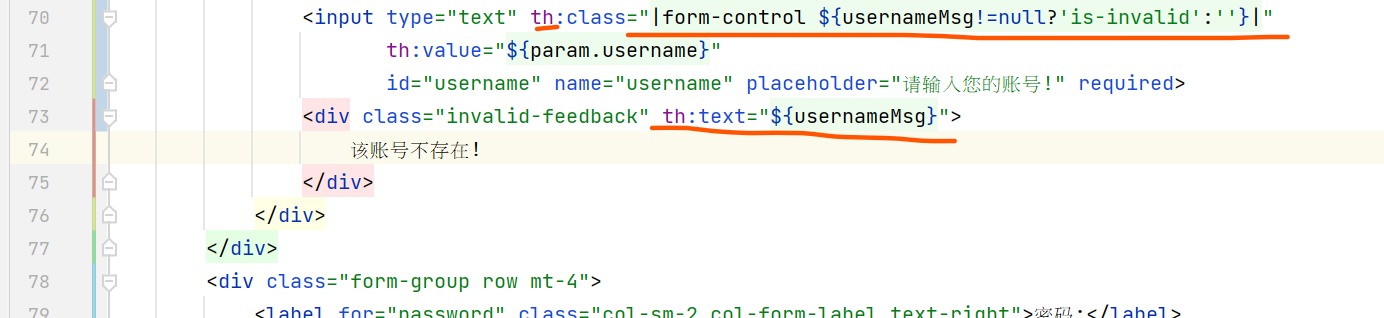 70 <input type="text" th:class="|form-control ${usernameMsg!=null?'is-invalid':''}|"
71 th:value="${param.username}"
72 id="username" name="username" placeholder="请输入您的账号!" required>
73 <div class="invalid-feedback" th:text="${usernameMsg}">
74 该账号不存在!
75 </div>
76 </div>
77 </div>
78 <div class="form-group row mt-4">
79 <label for="password" class="col-sm-2 col-form-label text-right">密码:</label>